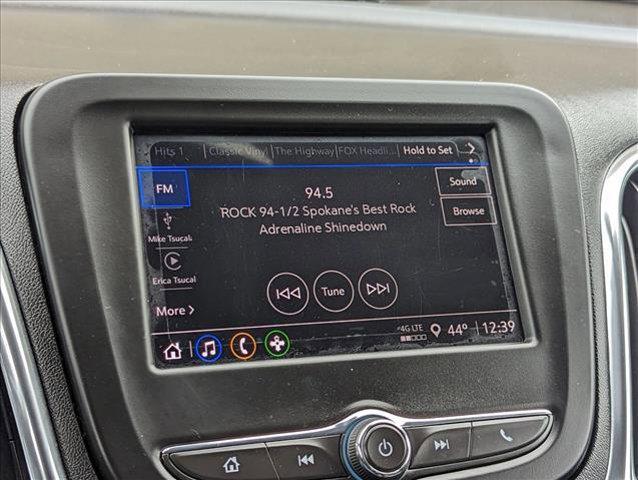 Hits 1 Classic Vinyl The Highway FOX Headli... Hold to Set
FM
94.5
Sound
ROCK 94-1/2 Spokane's Best Rock
Browse
Adrenaline Shinedown
Mike Tsucal
Erica Tsucal
Tune
More
4G LTE 44° 12:39